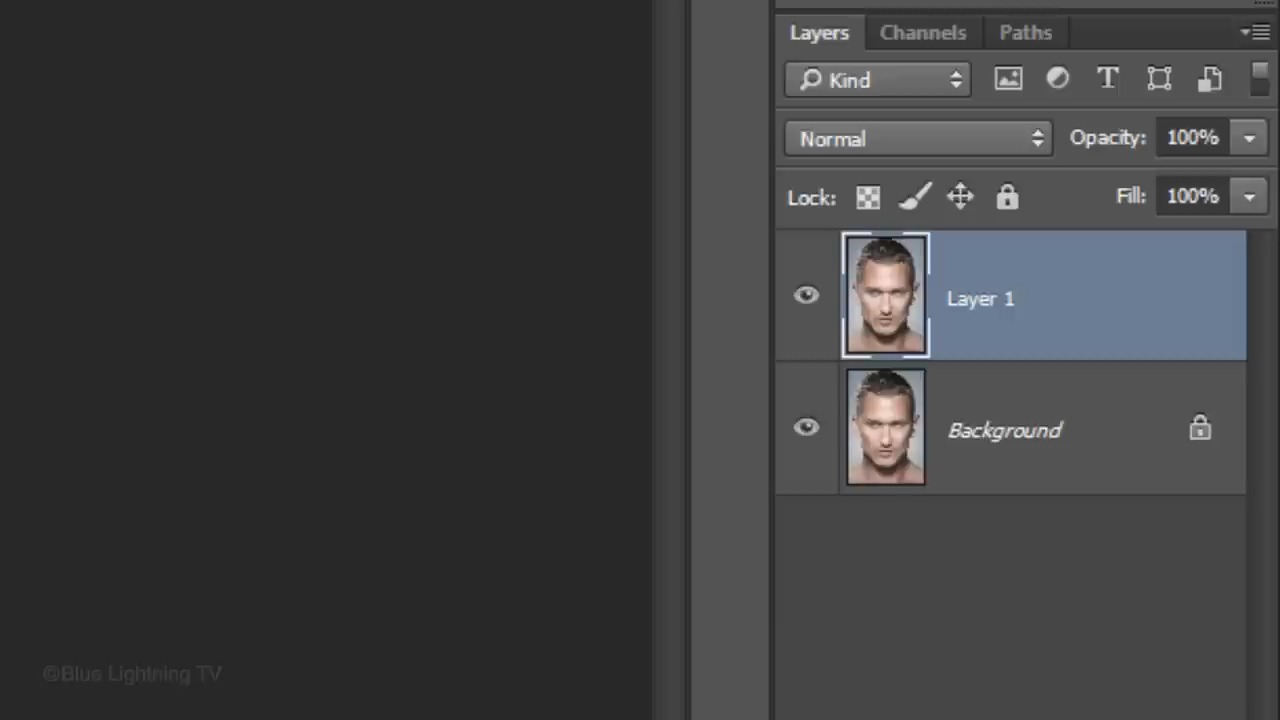 Layers Channels Paths
Kind
Normal Opacity: 100%
Lock: Fill: 100%
Layer 1
Background
©Blue Lightning TV